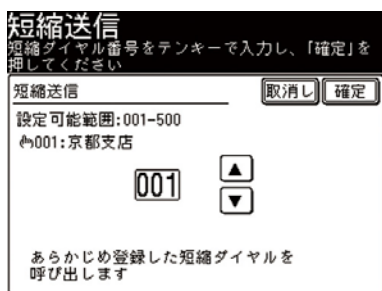 短縮送信
短縮ダイヤル番号をテンキーで入力し、「確定」を
押してください
短縮送信
取消し
確定
設定可能範囲:001-500
001:京都支店
001
▲
▼
あらかじめ登録した短縮ダイヤルを
呼び出します